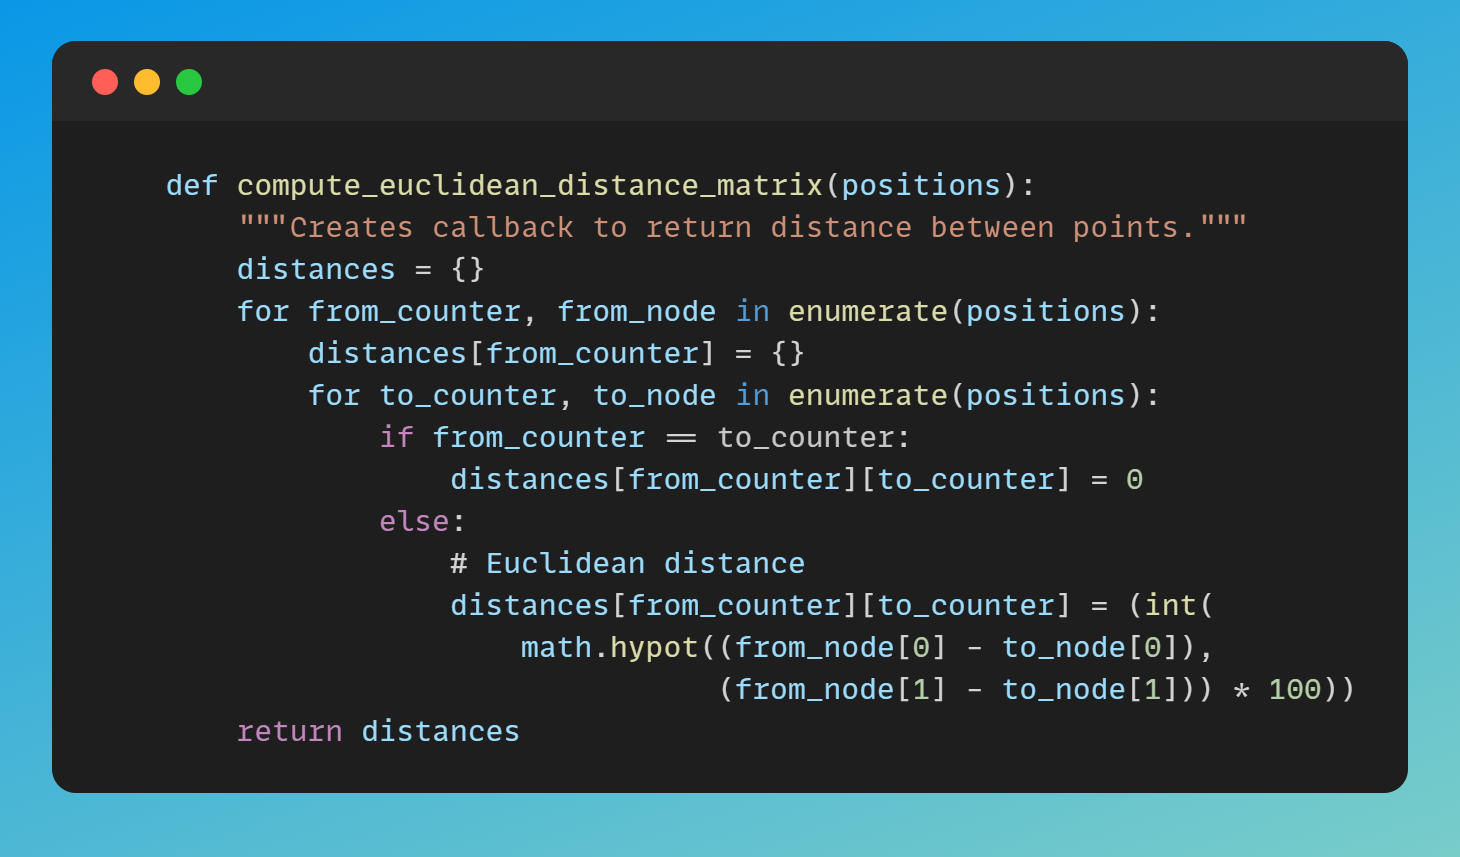 def compute_euclidean_distance_matrix(positions):
    """Creates callback to return distance between points."""
    distances = {}
    for from_counter, from_node in enumerate(positions):
        distances[from_counter] = {}
        for to_counter, to_node in enumerate(positions):
            if from_counter == to_counter:
                distances[from_counter][to_counter] = 0
            else:
                # Euclidean distance
                distances[from_counter][to_counter] = (int(
                    math.hypot((from_node[0] - to_node[0]),
                               (from_node[1] - to_node[1])) * 100))
    return distances